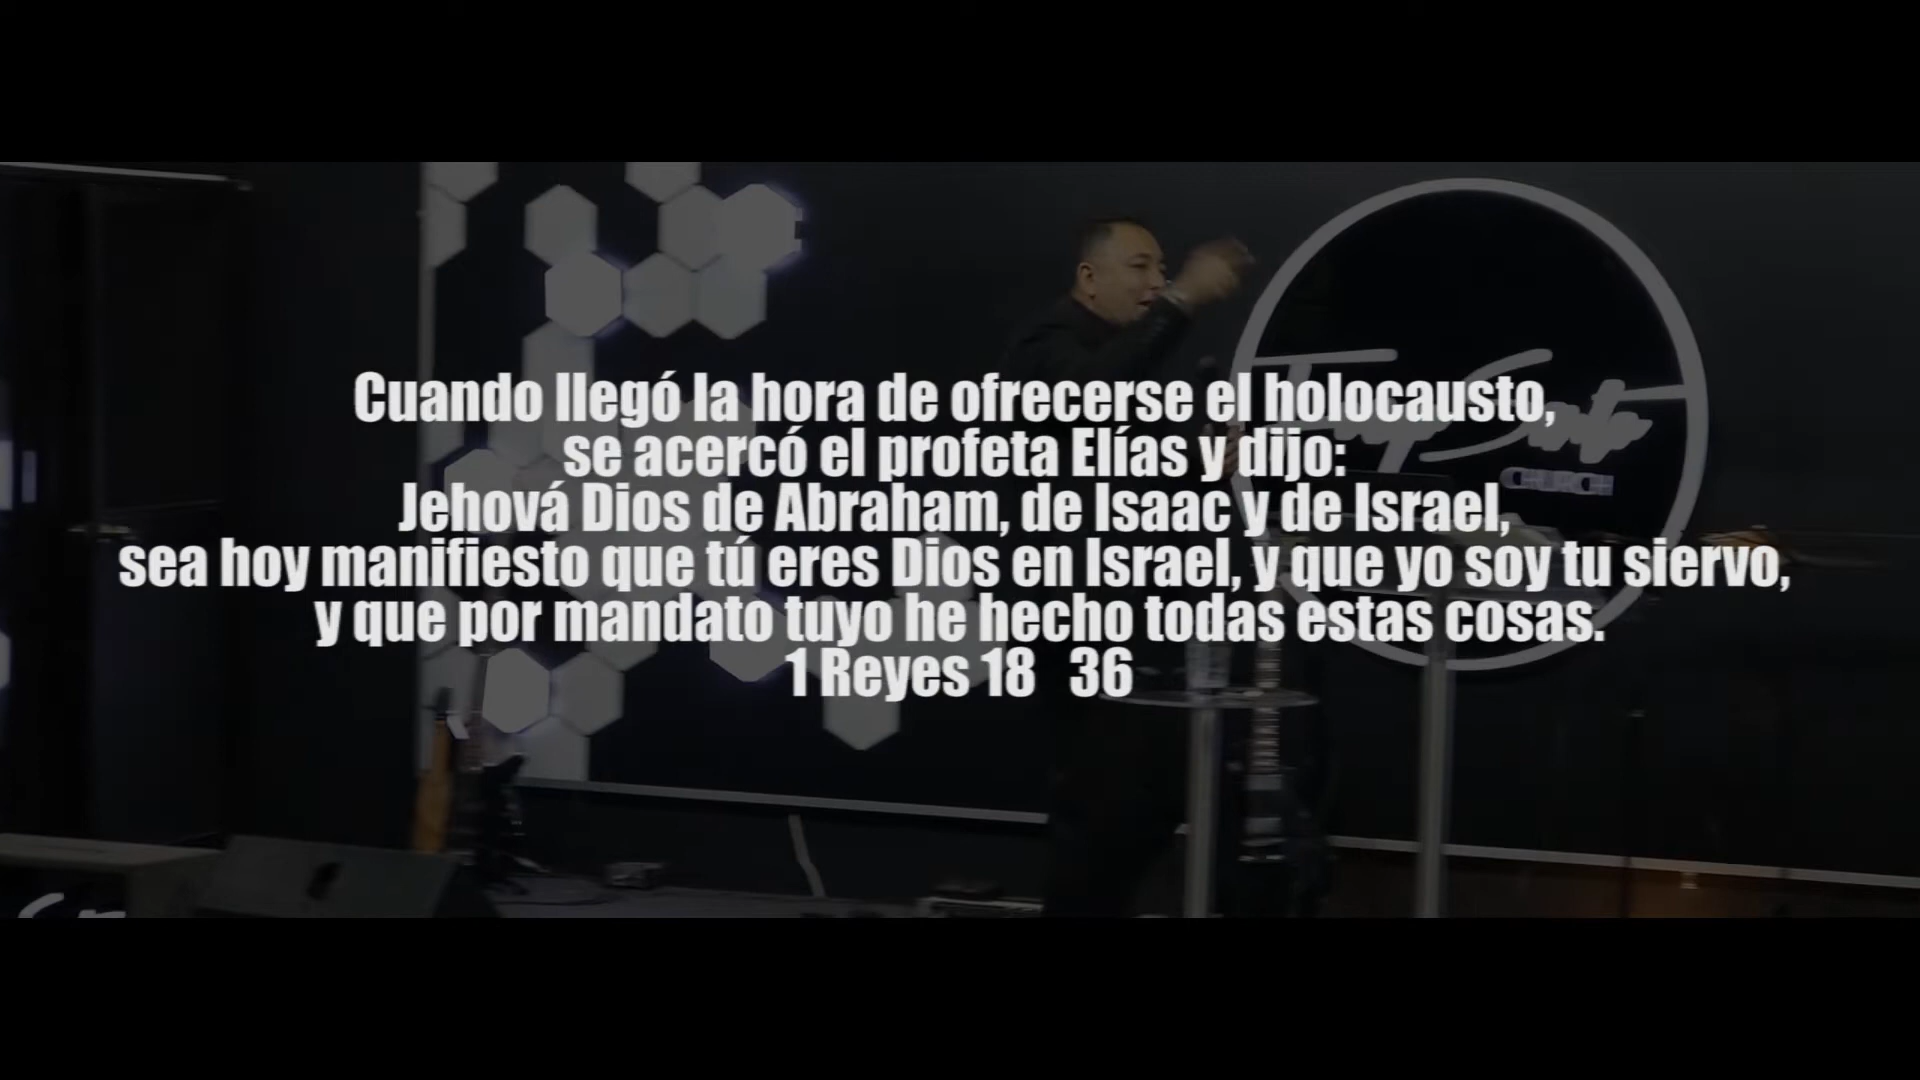 Cuando llegó la hora de ofrecerse el holocausto,
se acercó el profeta Elías y dijo:
Jehová Dios de Abraham, de Isaac y de Israel,
sea hoy manifiesto que tú eres Dios en Israel, y que yo soy tu siervo,
y que por mandato tuyo he hecho todas estas cosas.
1 Reyes 18 36
CHURCH